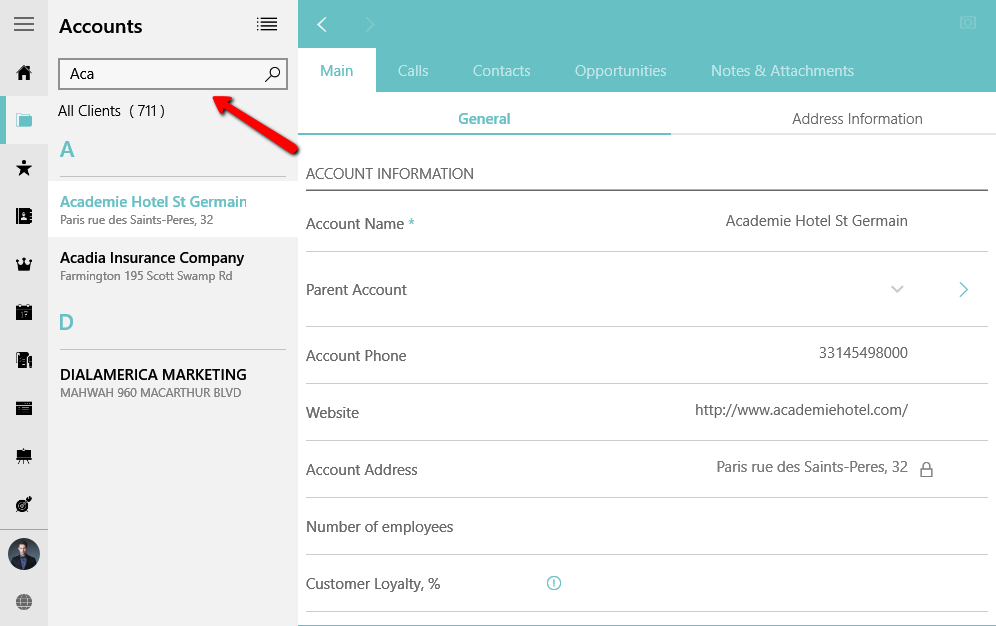 Accounts
Aca
All Clients ( 711 )
A
Academie Hotel St Germain
Paris rue des Saints-Peres, 32
Acadia Insurance Company
Farmington 195 Scott Swamp Rd
D
DIALAMERICA MARKETING
MAHWAH 960 MACARTHUR BLVD
Main Calls Contacts Opportunities Notes & Attachments
General Address Information
ACCOUNT INFORMATION
Account Name * Academie Hotel St Germain
Parent Account
Account Phone 33145498000
Website http://www.academiehotel.com/
Account Address Paris rue des Saints-Peres, 32
Number of employees
Customer Loyalty, %